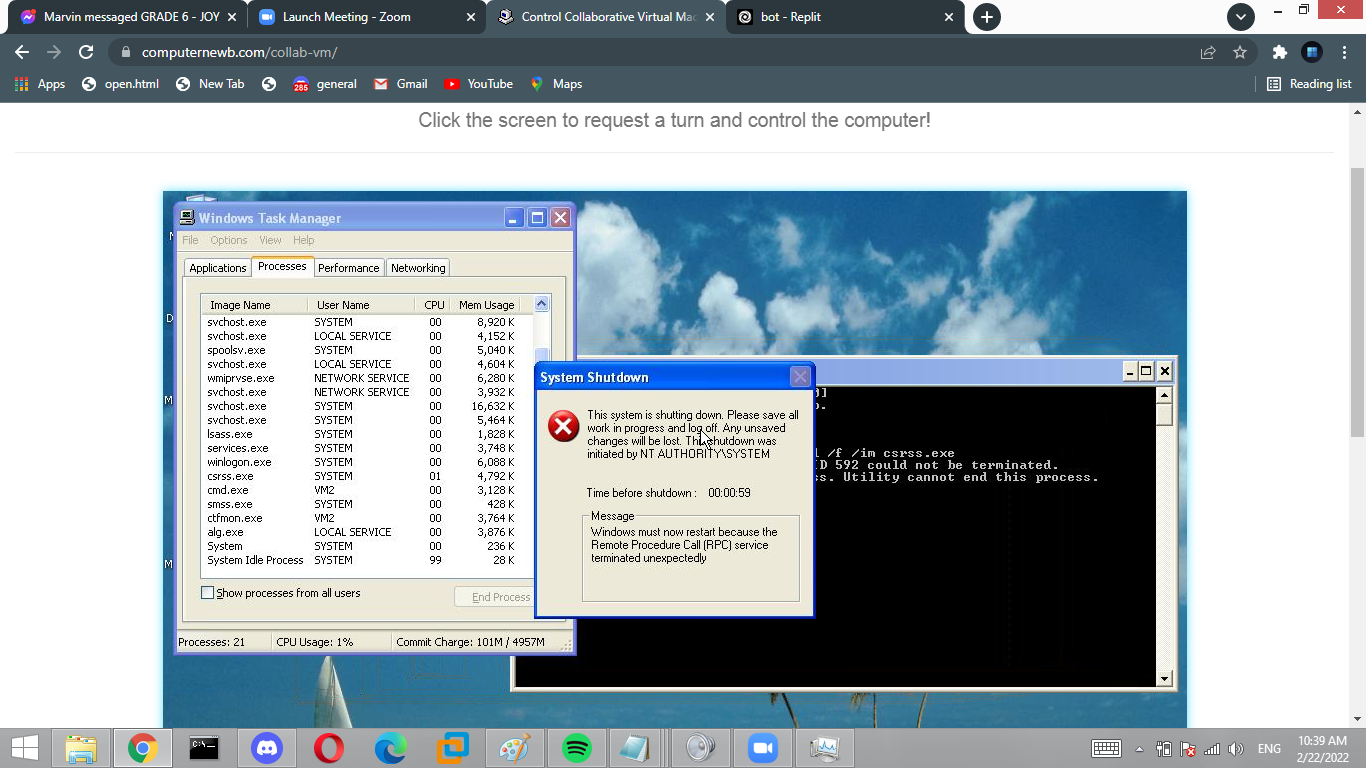 Marvin messaged GRADE 6 - JOY
Launch Meeting - Zoom
Control Collaborative Virtual Mac
bot - Replit
computernewb.com/collab-vm/
Apps
open.html
New Tab
285
general
Gmail
YouTube
Maps
Reading list
Click the screen to request a turn and control the computer!
Windows Task Manager
File Options View Help
Applications Processes Performance Networking
Image Name User Name CPU Mem Usage
svchost.exe SYSTEM 00 8,920 K
svchost.exe LOCAL SERVICE 00 4,152 K
spoolsv.exe SYSTEM 00 5,040 K
svchost.exe LOCAL SERVICE 00 4,604 K
wmiprvse.exe NETWORK SERVICE 00 6,280 K
svchost.exe NETWORK SERVICE 00 3,932 K
svchost.exe SYSTEM 00 16,632 K
svchost.exe SYSTEM 00 5,464 K
lsass.exe SYSTEM 00 1,828 K
services.exe SYSTEM 00 3,748 K
winlogon.exe SYSTEM 00 6,088 K
csrss.exe SYSTEM 01 4,792 K
cmd.exe VM2 00 3,128 K
smss.exe SYSTEM 00 428 K
ctfmon.exe VM2 00 3,764 K
alg.exe LOCAL SERVICE 00 3,876 K
System SYSTEM 00 236 K
System Idle Process SYSTEM 99 28 K
Show processes from all users
End Process
Processes: 21 CPU Usage: 1% Commit Charge: 101M / 4957M
System Shutdown
This system is shutting down. Please save all
work in progress and log off. Any unsaved
changes will be lost. This shutdown was
initiated by NT AUTHORITY\SYSTEM
Time before shutdown : 00:00:59
Message
Windows must now restart because the
Remote Procedure Call (RPC) service
terminated unexpectedly
/f /im csrss.exe
592 could not be terminated.
Utility cannot end this process.
ENG
10:39 AM
2/22/2022